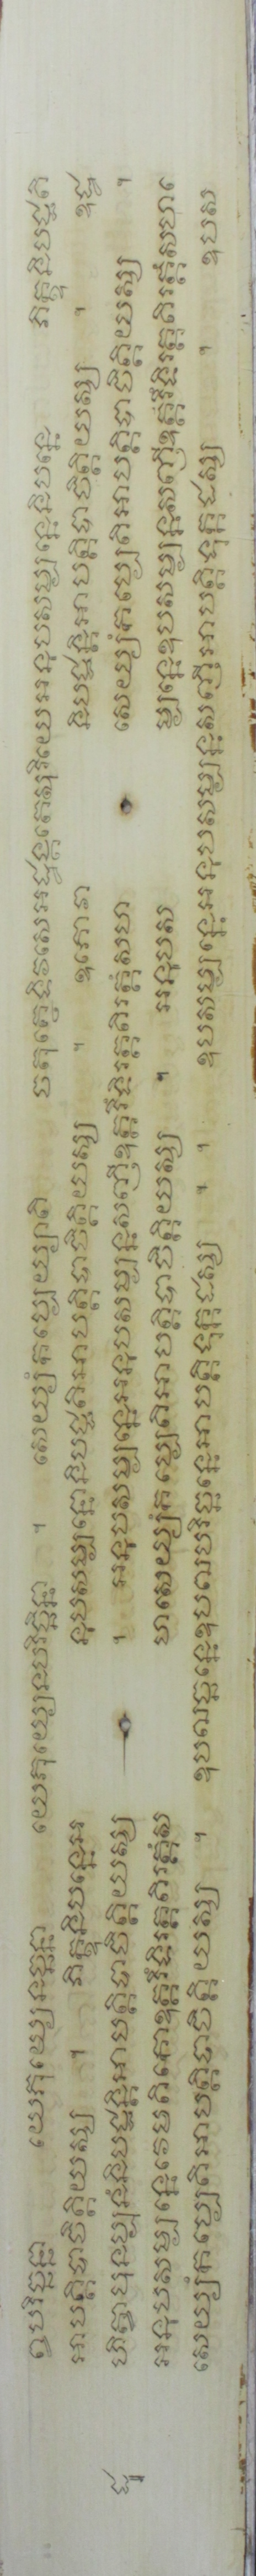 ឰបរិច្ឆន្នា យេភុយ្យេនច្ឆន្នា យេភុយ្យេនបរិច្ឆិន្នា ។ សេយ្យំកប្បេយ្យាតិ ចតុត្ថេទិវសេអដ្ឋង្គតេសុរិយេអនុបសម្បន្នេនិបន្នេ ភិក្ខុនិបជ្ជតិ
អាបត្តិបាចិត្តិយស្ស ។ ភិក្ខុនិបន្នេអ នុបសម្បន្នោនិបជ្ជតិអាបត្តិបាចិត្តិយស្ស ។ ឧភោវា និបជ្ជន្តិអាបត្តិបាចិត្តិយស្ស ។ ឧដ្ឋ
ហិត្វាបុនប្បុនំនិបជ្ជន្តិអាបត្តិបាចិត្តិយស្ស ។ អនុបសម្បន្នេអនុបសម្បន្នសញីឧត្តរិំទិរត្តតិរត្តំសហ សេយ្យំកប្បេតិអាបត្តិបាចិត្តិយស្ស ។
អនុបសម្បន្នេវេមតិកោឧត្តរិំទិរត្តតិរត្តំស ហសេយ្យំកប្បេតិអាបត្តិបាចិត្តិយស្ស ។ អនុបស ម្បន្នេឧបសម្បន្នសញីឧត្តរិំទិរត្តតិរត្តំសហ
សេយ្យំកប្បេតិអាបត្តិបាចិត្តិយស្ស ។ ឧបឍច្ឆន្នេឧបឍបរិច្ឆន្នេអាបត្តិទុក្កដស្ស ។ ។ ឧបសម្បន្នេអនុបសម្បន្នសញីអាបត្តិទុក្កដស្ស ។ ឧបស